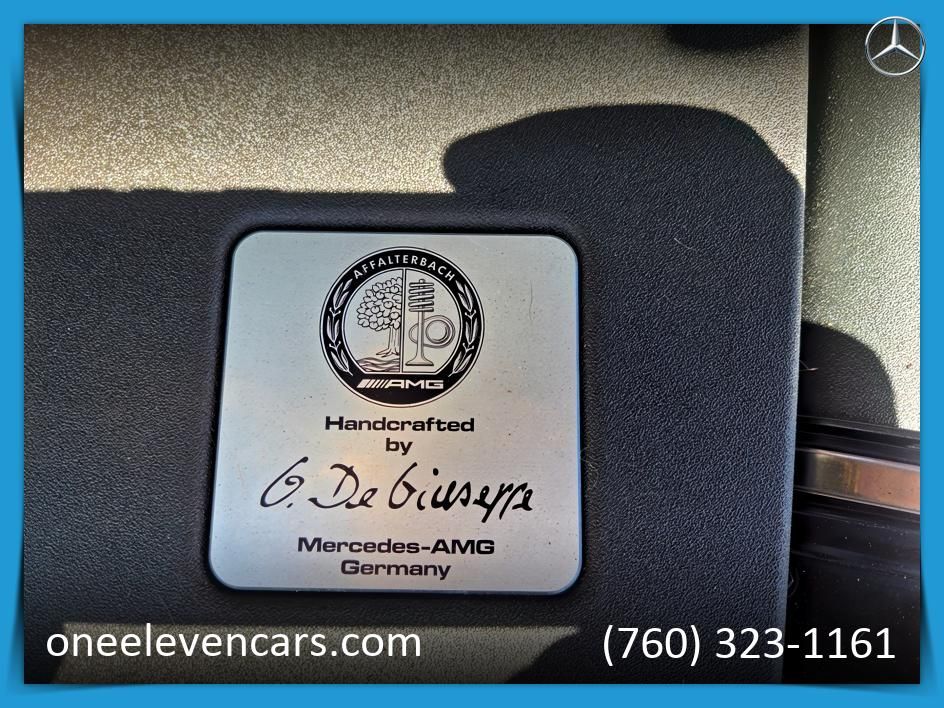 AFFALTERBACH
AMG
Handcrafted
by
G. De Giuseppe
Mercedes-AMG
Germany
oneelevencars.com
(760) 323-1161